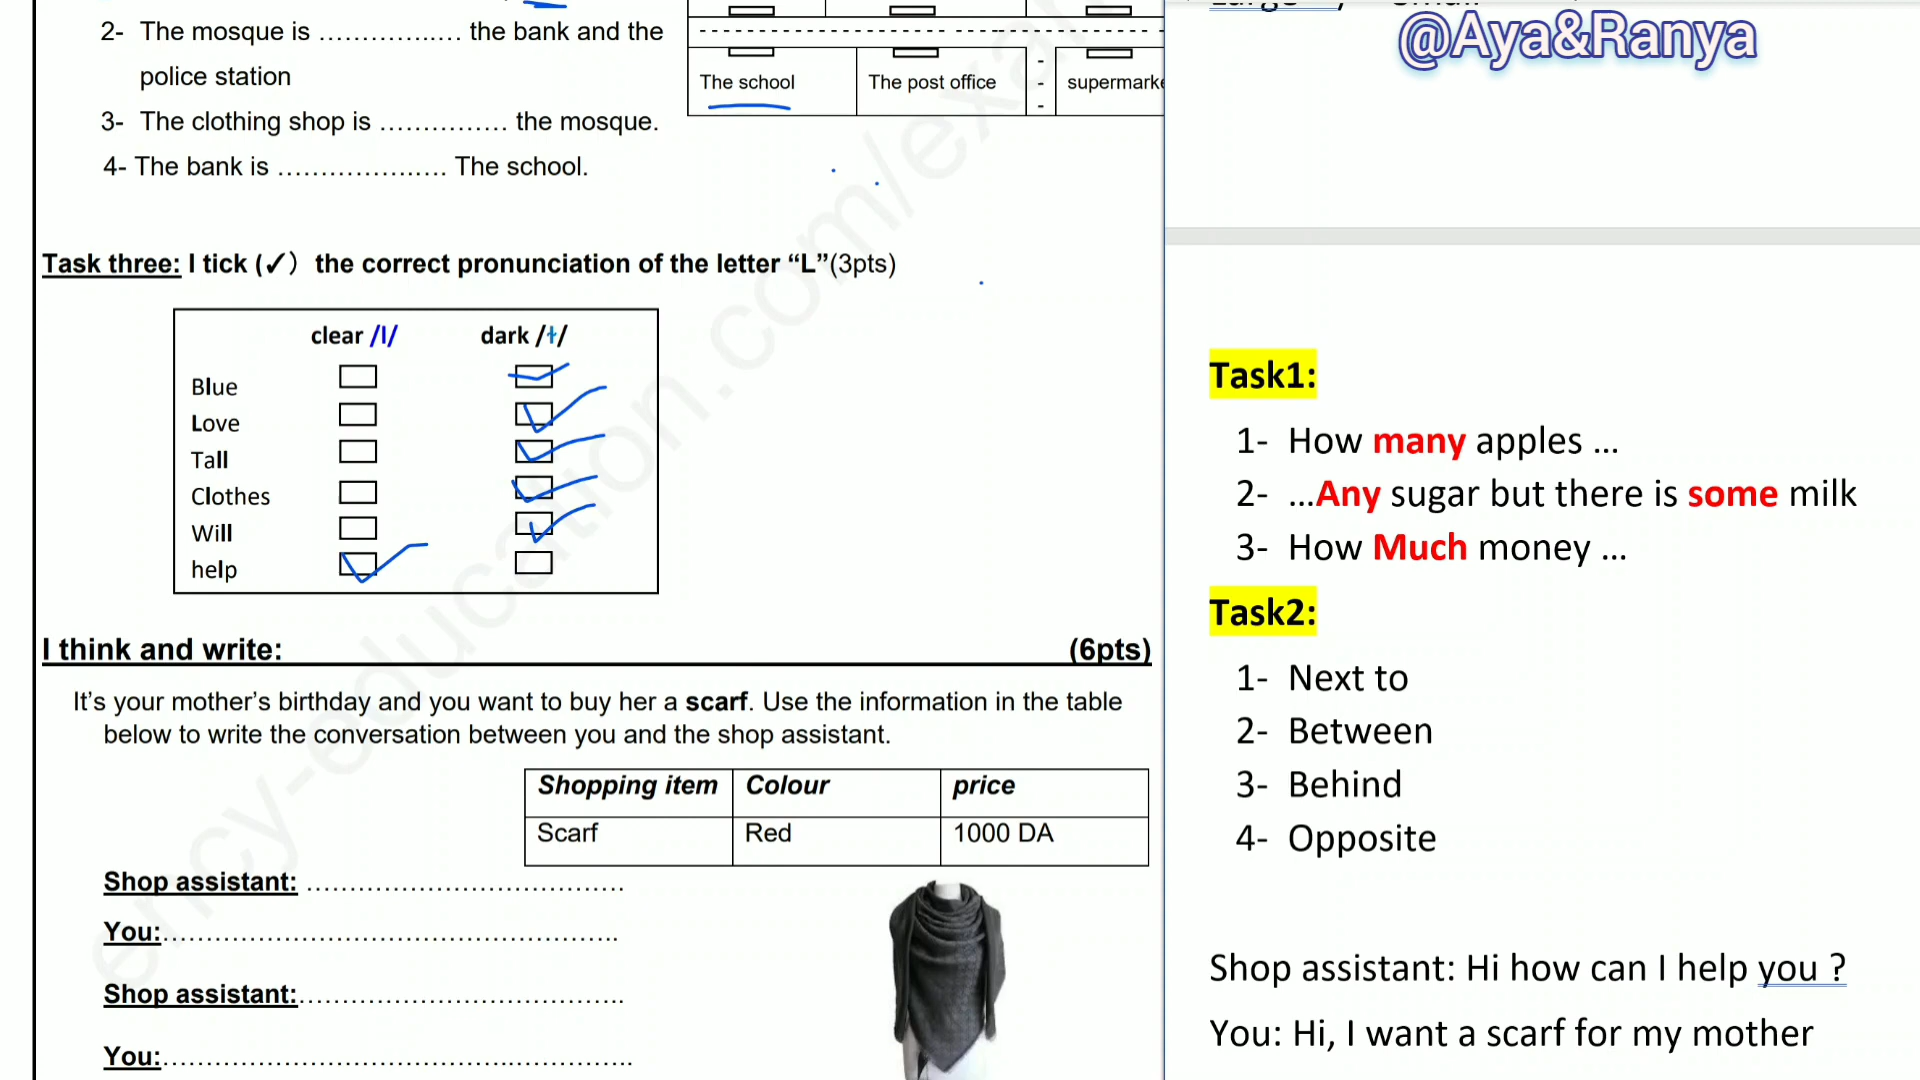 2- The mosque is ................. the bank and the
police station
3- The clothing shop is ............... the mosque.
4- The bank is .................... The school.
The school
The post office
Task three: I tick (✓) the correct pronunciation of the letter “L”(3pts)
clear /l/ dark /ɫ/
Blue
Love
Tall
Clothes
Will
help
I think and write: (6pts)
It’s your mother’s birthday and you want to buy her a scarf. Use the information in the table
below to write the conversation between you and the shop assistant.
Shopping item Colour price
Scarf Red 1000 DA
Shop assistant: .....................................
You:.....................................................
Shop assistant:......................................
You:.......................................................
ency-education.com/exa
@Aya&Ranya
Task1:
1- How many apples ...
2- ...Any sugar but there is some milk
3- How Much money ...
Task2:
1- Next to
2- Between
3- Behind
4- Opposite
Shop assistant: Hi how can I help you ?
You: Hi, I want a scarf for my mother